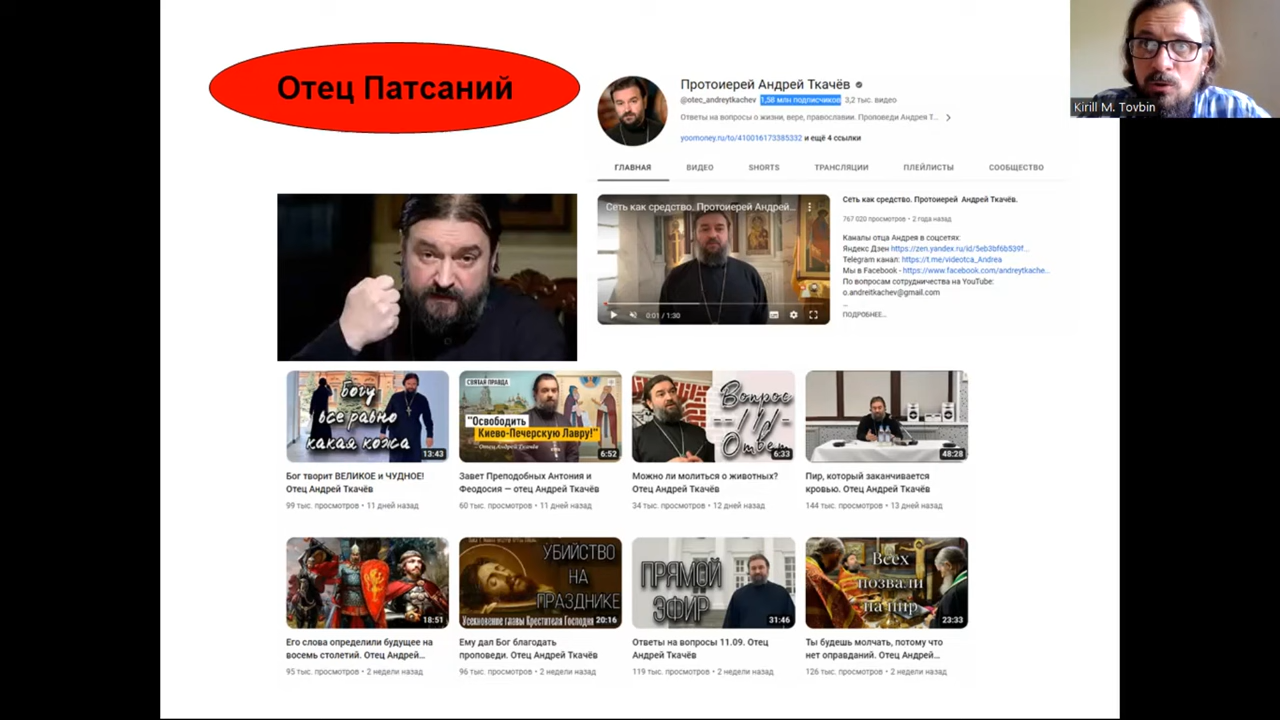 Отец Патсаний
Протоиерей Андрей Ткачёв
@otec_andreytkachev 1,58 млн подписчиков 3,2 тыс. видео
Ответы на вопросы о жизни, вере, православии. Проповеди Андрея Т...
yoomoney.ru/to/410016173385332 и ещё 4 ссылки
ГЛАВНАЯ ВИДЕО SHORTS ТРАНСЛЯЦИИ ПЛЕЙЛИСТЫ СООБЩЕСТВО
Kirill M. Tovbin
Сеть как средство. Протоиерей Андрей...
0:01 / 1:30
Сеть как средство. Протоиерей Андрей Ткачёв.
767 020 просмотров • 2 года назад
Каналы отца Андрея в соцсетях:
Яндекс Дзен https://zen.yandex.ru/id/5eb3bf6b539f...
Telegram канал: https://t.me/videotca_Andrea
Мы в Facebook - https://www.facebook.com/andreytkache...
По вопросам сотрудничества на YouTube:
o.andreitkachev@gmail.com
...
ПОДРОБНЕЕ...
Богу
все равно
какая кожа
13:43
Бог творит ВЕЛИКОЕ и ЧУДНОЕ!
Отец Андрей Ткачёв
99 тыс. просмотров • 11 дней назад
СВЯТАЯ ПРАВДА
"Освободить
Киево-Печерскую Лавру!"
– Отец Андрей Ткачёв
6:52
Завет Преподобных Антония и
Феодосия — отец Андрей Ткачёв
60 тыс. просмотров • 11 дней назад
Вопрос
--//--
Ответ
6:33
Можно ли молиться о животных?
Отец Андрей Ткачёв
34 тыс. просмотров • 12 дней назад
48:28
Пир, который заканчивается
кровью. Отец Андрей Ткачёв
144 тыс. просмотров • 13 дней назад
18:51
Его слова определили будущее на
восемь столетий. Отец Андрей...
95 тыс. просмотров • 2 недели назад
УБИЙСТВО
НА
ПРАЗДНИКЕ
Усекновение главы Крестителя Господня
20:16
Ему дал Бог благодать
проповеди. Отец Андрей Ткачёв
96 тыс. просмотров • 2 недели назад
ПРЯМОЙ
ЭФИР
31:46
Ответы на вопросы 11.09. Отец
Андрей Ткачёв
119 тыс. просмотров • 2 недели назад
Всех
позвали
на пир
23:33
Ты будешь молчать, потому что
нет оправданий. Отец Андрей...
126 тыс. просмотров • 2 недели назад